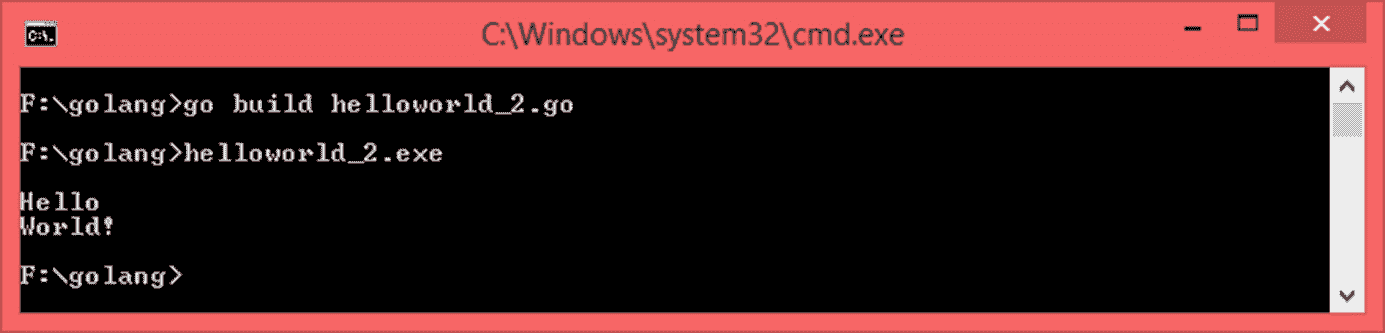 C:\Windows\system32\cmd.exe
F:\golang>go build helloworld_2.go
F:\golang>helloworld_2.exe
Hello
World!
F:\golang>